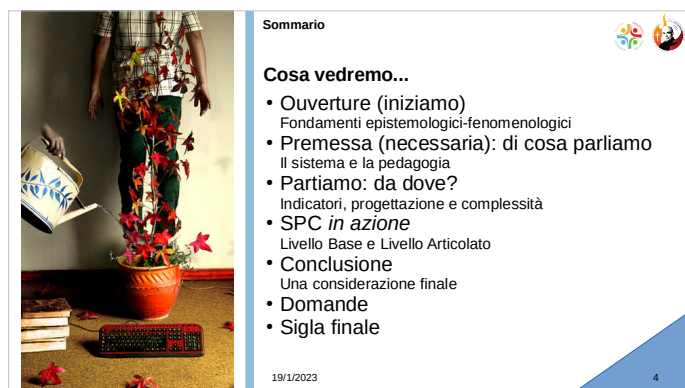 Sommario
Cosa vedremo...
• Ouverture (iniziamo)
Fondamenti epistemologici-fenomenologici
• Premessa (necessaria): di cosa parliamo
Il sistema e la pedagogia
• Partiamo: da dove?
Indicatori, progettazione e complessità
• SPC in azione
Livello Base e Livello Articolato
• Conclusione
Una considerazione finale
• Domande
• Sigla finale
19/1/2023
4